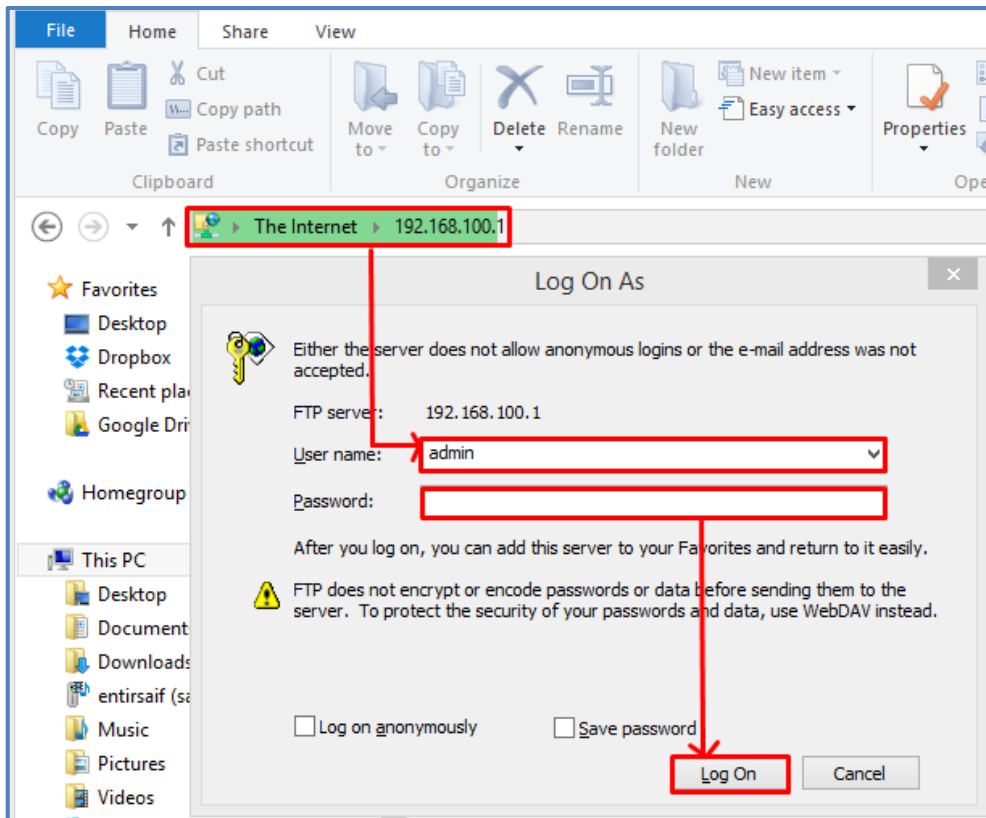 File Home Share View
Cut
Copy path
Paste shortcut
Copy Paste
Clipboard
Move to
Copy to
Delete Rename
Organize
New folder
New item
Easy access
New
Properties
Ope
The Internet 192.168.100.1
Log On As
Favorites
Desktop
Dropbox
Recent pla
Google Dri
Homegroup
This PC
Desktop
Document
Downloads
entirsaif (sa
Music
Pictures
Videos
Either the server does not allow anonymous logins or the e-mail address was not
accepted.
FTP server: 192.168.100.1
User name: admin
Password:
After you log on, you can add this server to your Favorites and return to it easily.
FTP does not encrypt or encode passwords or data before sending them to the
server. To protect the security of your passwords and data, use WebDAV instead.
Log on anonymously Save password
Log On Cancel